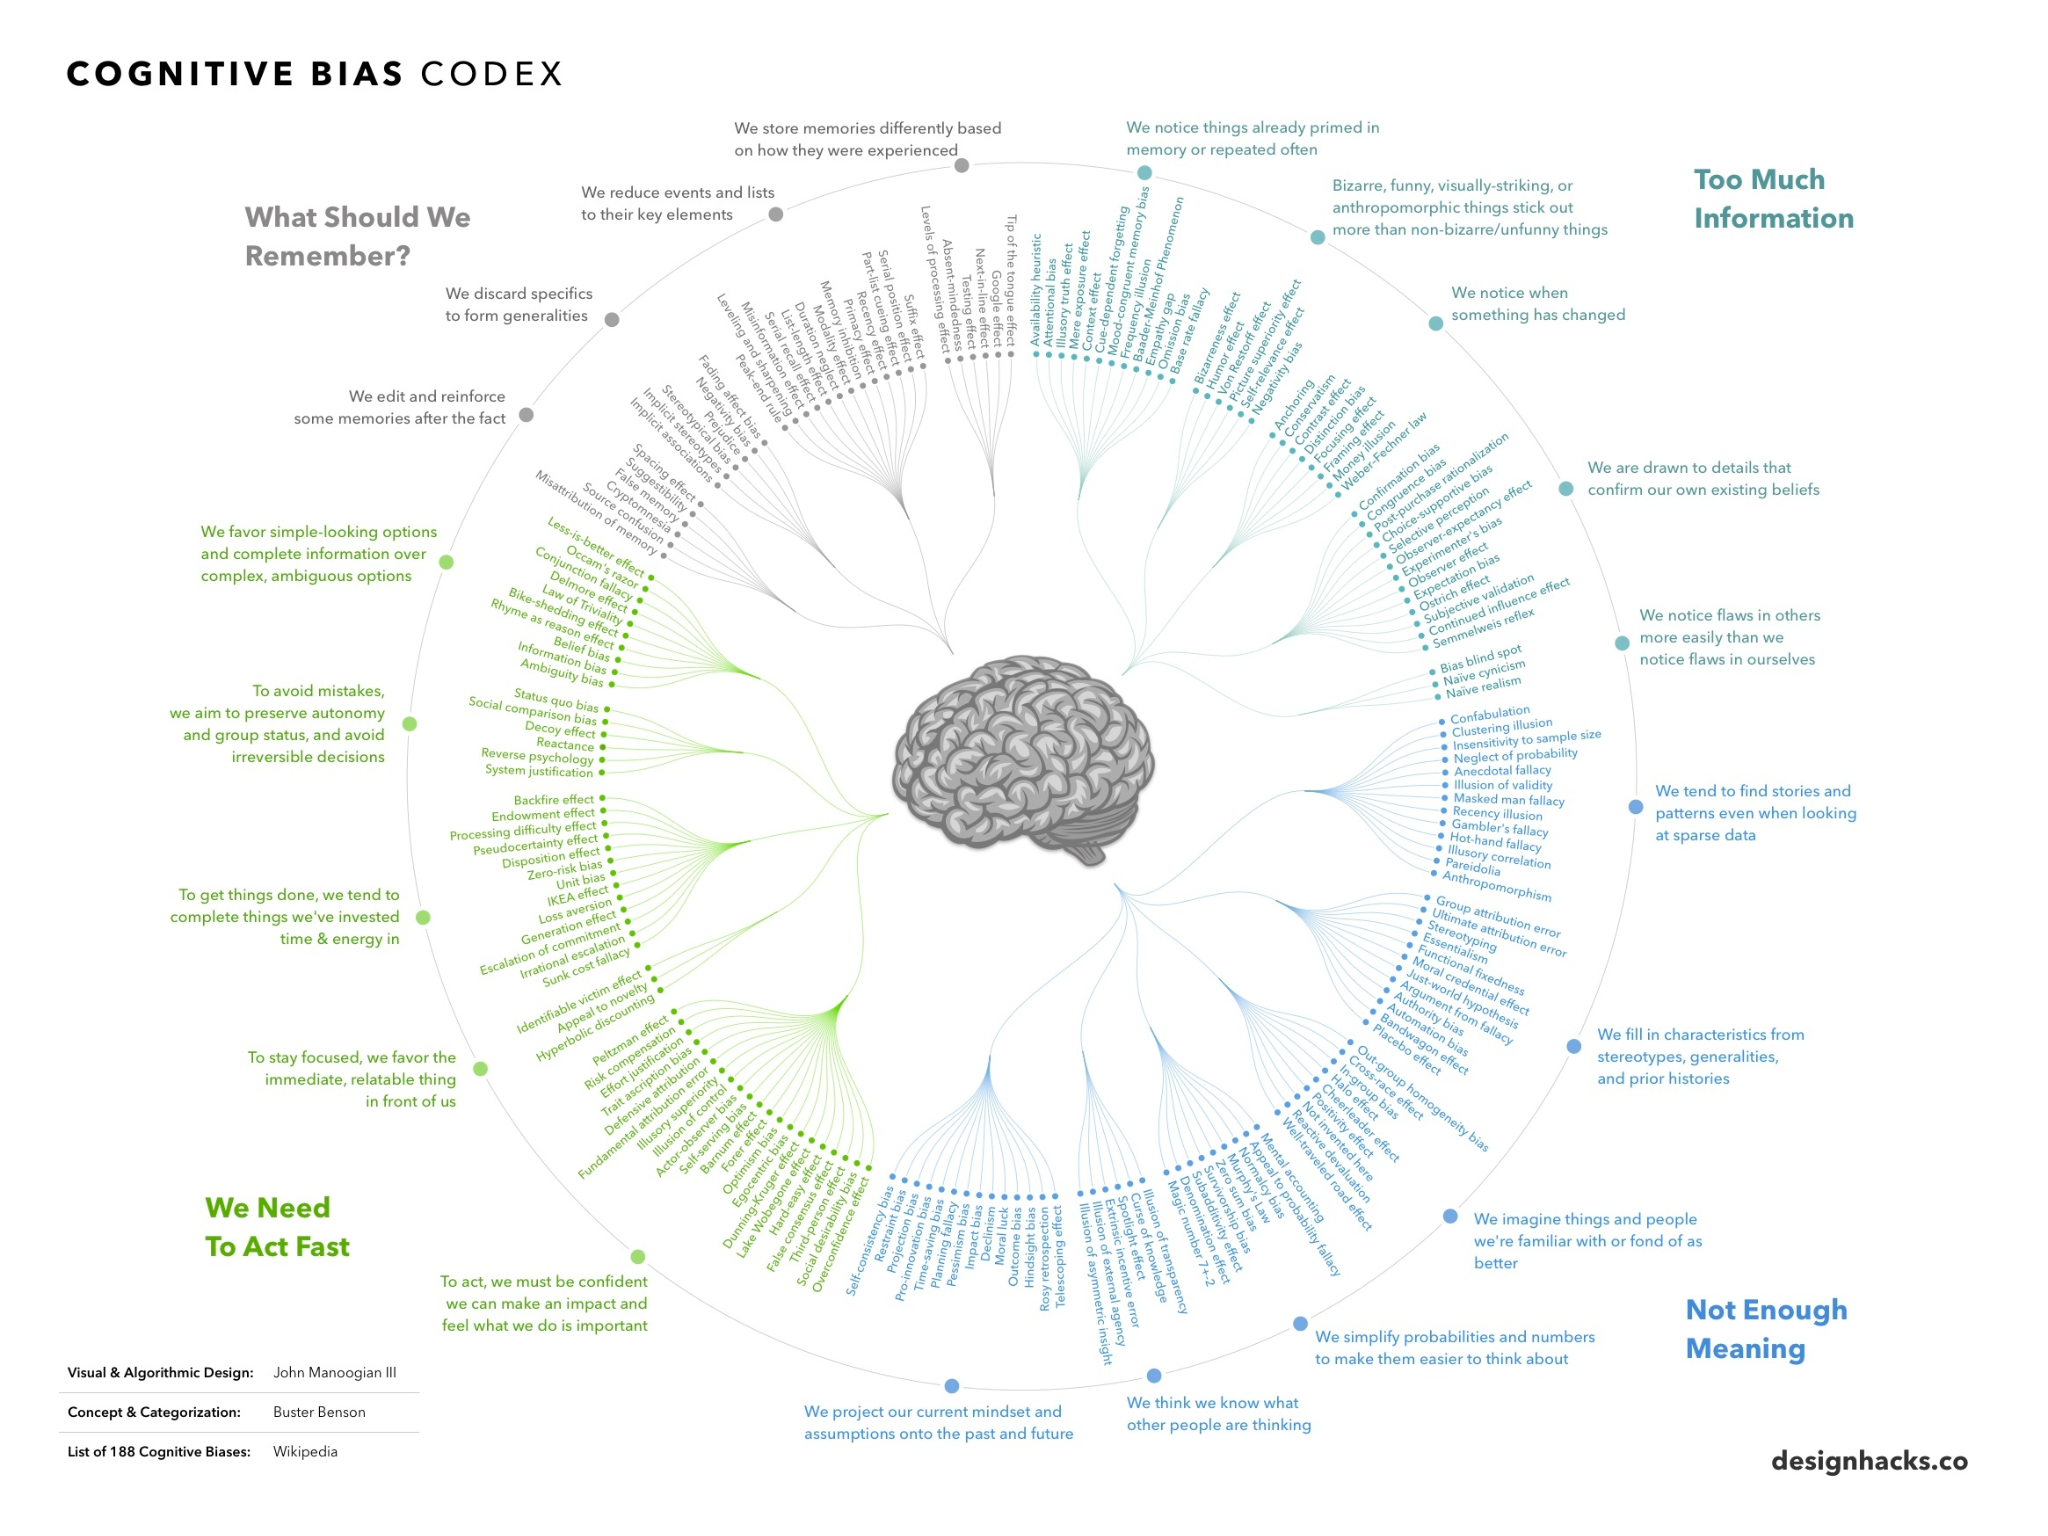 COGNITIVE BIAS CODEX
We store memories differently based
on how they were experienced
We reduce events and lists
to their key elements
We discard specifics
to form generalities
We edit and reinforce
some memories after the fact
What Should We
Remember?
We notice things already primed in
memory or repeated often
Bizarre, funny, visually-striking, or
anthropomorphic things stick out
more than non-bizarre/unfunny things
We notice when
something has changed
We are drawn to details that
confirm our own existing beliefs
We notice flaws in others
more easily than we
notice flaws in ourselves
Too Much
Information
Availability heuristic
Attentional bias
Illusory truth effect
Mere exposure effect
Context effect
Cue-dependent forgetting
Mood-congruent memory bias
Frequency illusion
Baader-Meinhof Phenomenon
Empathy gap
Omission bias
Base rate fallacy
Bizarreness effect
Humor effect
Von Restorff effect
Picture superiority effect
Self-relevance effect
Negativity bias
Anchoring
Conservatism
Contrast effect
Distinction bias
Focusing effect
Framing effect
Money illusion
Weber-Fechner law
Confirmation bias
Congruence bias
Post-purchase rationalization
Choice-supportive bias
Selective perception
Observer-expectancy effect
Experimenter's bias
Observer effect
Expectation bias
Ostrich effect
Subjective validation
Continued influence effect
Semmelweis reflex
Bias blind spot
Naïve cynicism
Naïve realism
Confabulation
Clustering illusion
Insensitivity to sample size
Neglect of probability
Anecdotal fallacy
Illusion of validity
Masked man fallacy
Recency illusion
Gambler's fallacy
Hot-hand fallacy
Illusory correlation
Pareidolia
Anthropomorphism
We tend to find stories and
patterns even when looking
at sparse data
Group attribution error
Ultimate attribution error
Stereotyping
Essentialism
Functional fixedness
Moral credential effect
Just-world hypothesis
Argument from fallacy
Authority bias
Automation bias
Bandwagon effect
Placebo effect
We fill in characteristics from
stereotypes, generalities,
and prior histories
Out-group homogeneity bias
Cross-race effect
In-group bias
Halo effect
Cheerleader effect
Positivity effect
Not invented here
Reactive devaluation
Well-traveled road effect
We imagine things and people
we're familiar with or fond of as
better
Mental accounting
Appeal to probability fallacy
Normalcy bias
Murphy's Law
Zero sum bias
Survivorship bias
Subadditivity effect
Denomination effect
Magic number 7+-2
We simplify probabilities and numbers
to make them easier to think about
Illusion of transparency
Curse of knowledge
Spotlight effect
Extrinsic incentive error
Illusion of external agency
Illusion of asymmetric insight
We think we know what
other people are thinking
Telescoping effect
Rosy retrospection
Hindsight bias
Outcome bias
Moral luck
Declinism
Impact bias
Pessimism bias
Planning fallacy
Time-saving bias
Pro-innovation bias
Projection bias
Restraint bias
Self-consistency bias
We project our current mindset and
assumptions onto the past and future
Not Enough
Meaning
Overconfidence effect
Social desirability bias
Third-person effect
False consensus effect
Hard-easy effect
Lake Wobegone effect
Dunning-Kruger effect
Egocentric bias
Optimism bias
Forer effect
Barnum effect
Self-serving bias
Actor-observer bias
Illusion of control
Illusory superiority
Fundamental attribution error
Defensive attribution
Trait ascription bias
Effort justification
Risk compensation
Peltzman effect
To act, we must be confident
we can make an impact and
feel what we do is important
Hyperbolic discounting
Appeal to novelty
Identifiable victim effect
To stay focused, we favor the
immediate, relatable thing
in front of us
Sunk cost fallacy
Irrational escalation
Escalation of commitment
Generation effect
Loss aversion
IKEA effect
Unit bias
Zero-risk bias
Disposition effect
Pseudocertainty effect
Processing difficulty effect
Endowment effect
Backfire effect
To get things done, we tend to
complete things we've invested
time & energy in
System justification
Reverse psychology
Reactance
Decoy effect
Social comparison bias
Status quo bias
To avoid mistakes,
we aim to preserve autonomy
and group status, and avoid
irreversible decisions
Ambiguity bias
Information bias
Belief bias
Rhyme as reason effect
Bike-shedding effect
Law of Triviality
Delmore effect
Conjunction fallacy
Occam's razor
Less-is-better effect
We favor simple-looking options
and complete information over
complex, ambiguous options
We Need
To Act Fast
Misattribution of memory
Source confusion
Cryptomnesia
False memory
Suggestibility
Spacing effect
Implicit associations
Implicit stereotypes
Stereotypical bias
Prejudice
Negativity bias
Fading affect bias
Peak-end rule
Leveling and sharpening
Misinformation effect
Serial recall effect
List-length effect
Duration neglect
Modality effect
Memory inhibition
Primacy effect
Recency effect
Part-list cueing effect
Serial position effect
Suffix effect
Levels of processing effect
Absent-mindedness
Testing effect
Next-in-line effect
Google effect
Tip of the tongue effect
Visual & Algorithmic Design: John Manoogian III
Concept & Categorization: Buster Benson
List of 188 Cognitive Biases: Wikipedia
designhacks.co